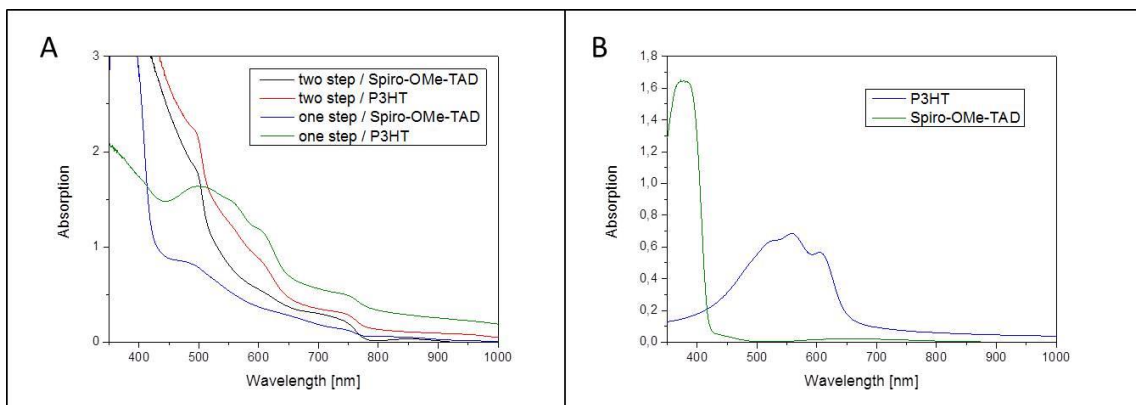 A
3
2
1
0
Absorption
400 500 600 700 800 900 1000
Wavelength [nm]
two step / Spiro-OMe-TAD
two step / P3HT
one step / Spiro-OMe-TAD
one step / P3HT
B
1,8
1,6
1,4
1,2
1,0
0,8
0,6
0,4
0,2
0,0
Absorption
400 500 600 700 800 900 1000
Wavelength [nm]
P3HT
Spiro-OMe-TAD